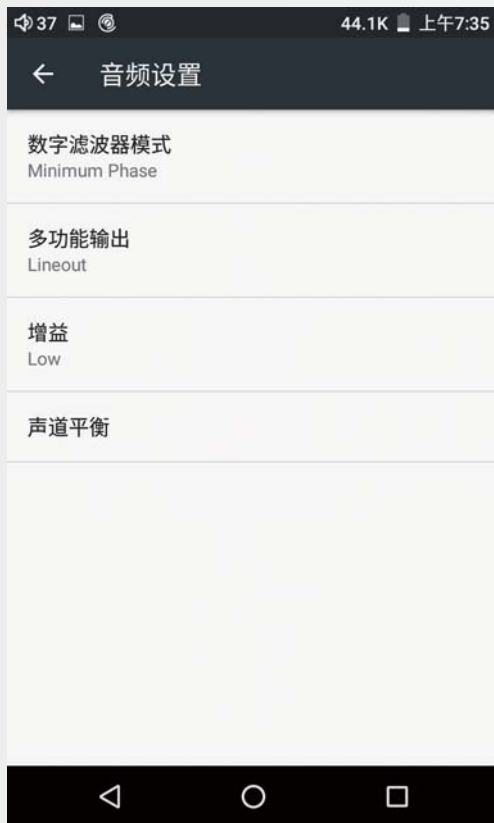 37 44.1K 上午7:35
音频设置
数字滤波器模式
Minimum Phase
多功能输出
Lineout
增益
Low
声道平衡